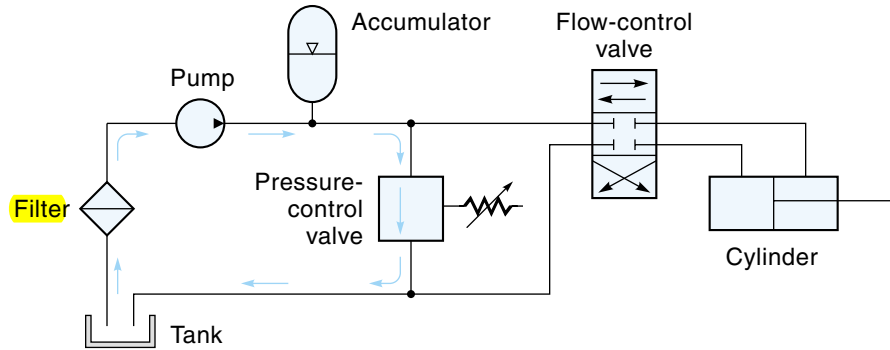 Accumulator
Flow-control
valve
Pump
Pressure-
control
valve
Filter
Cylinder
Tank